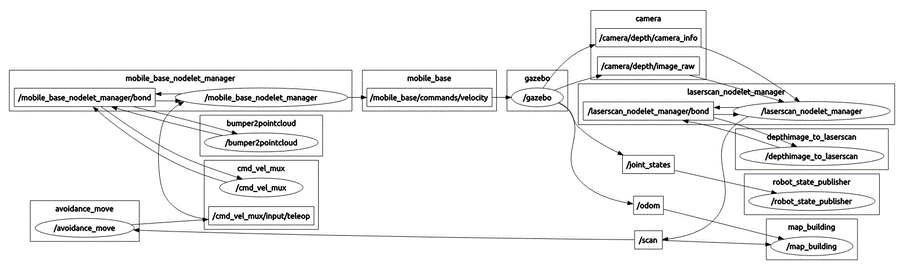 camera
/camera/depth/camera_info
/camera/depth/image_raw
mobile_base_nodelet_manager
/mobile_base_nodelet_manager/bond
/mobile_base_nodelet_manager
mobile_base
/mobile_base/commands/velocity
gazebo
/gazebo
laserscan_nodelet_manager
/laserscan_nodelet_manager/bond
/laserscan_nodelet_manager
bumper2pointcloud
/bumper2pointcloud
depthimage_to_laserscan
/depthimage_to_laserscan
cmd_vel_mux
/cmd_vel_mux
/cmd_vel_mux/input/teleop
/joint_states
robot_state_publisher
/robot_state_publisher
avoidance_move
/avoidance_move
/odom
/scan
map_building
/map_building